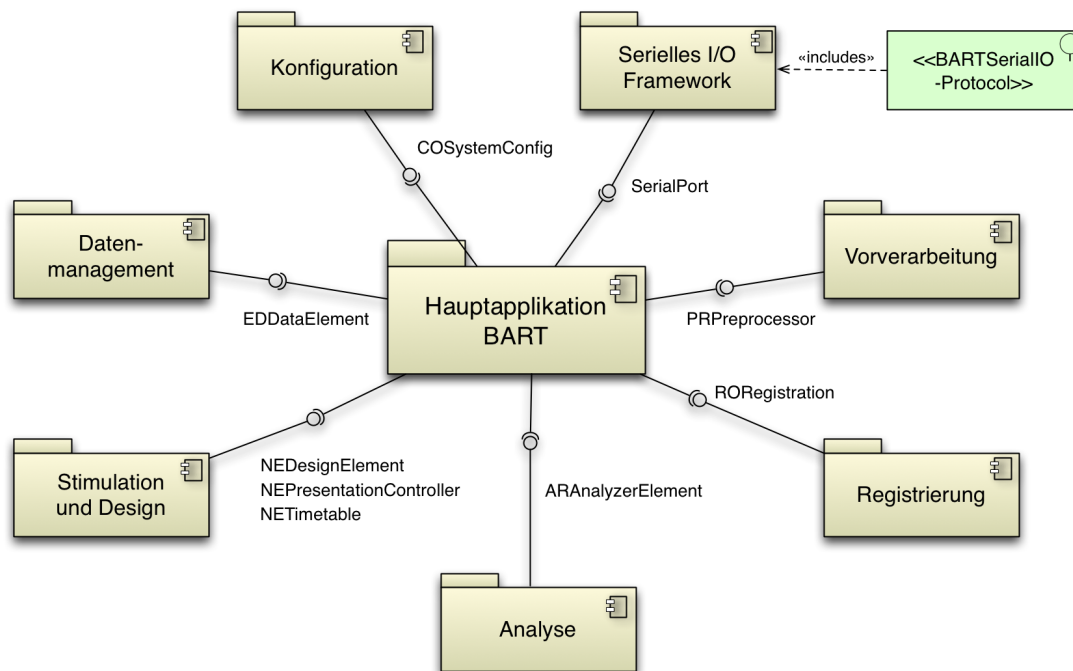 Konfiguration
Serielles I/O
Framework
«includes»
<<BARTSerialIO
-Protocol>>
COSystemConfig
SerialPort
Daten-
management
EDDataElement
Hauptapplikation
BART
Vorverarbeitung
PRPreprocessor
RORegistration
Stimulation
und Design
NEDesignElement
NEPresentationController
NETimetable
ARAnalyzerElement
Registrierung
Analyse